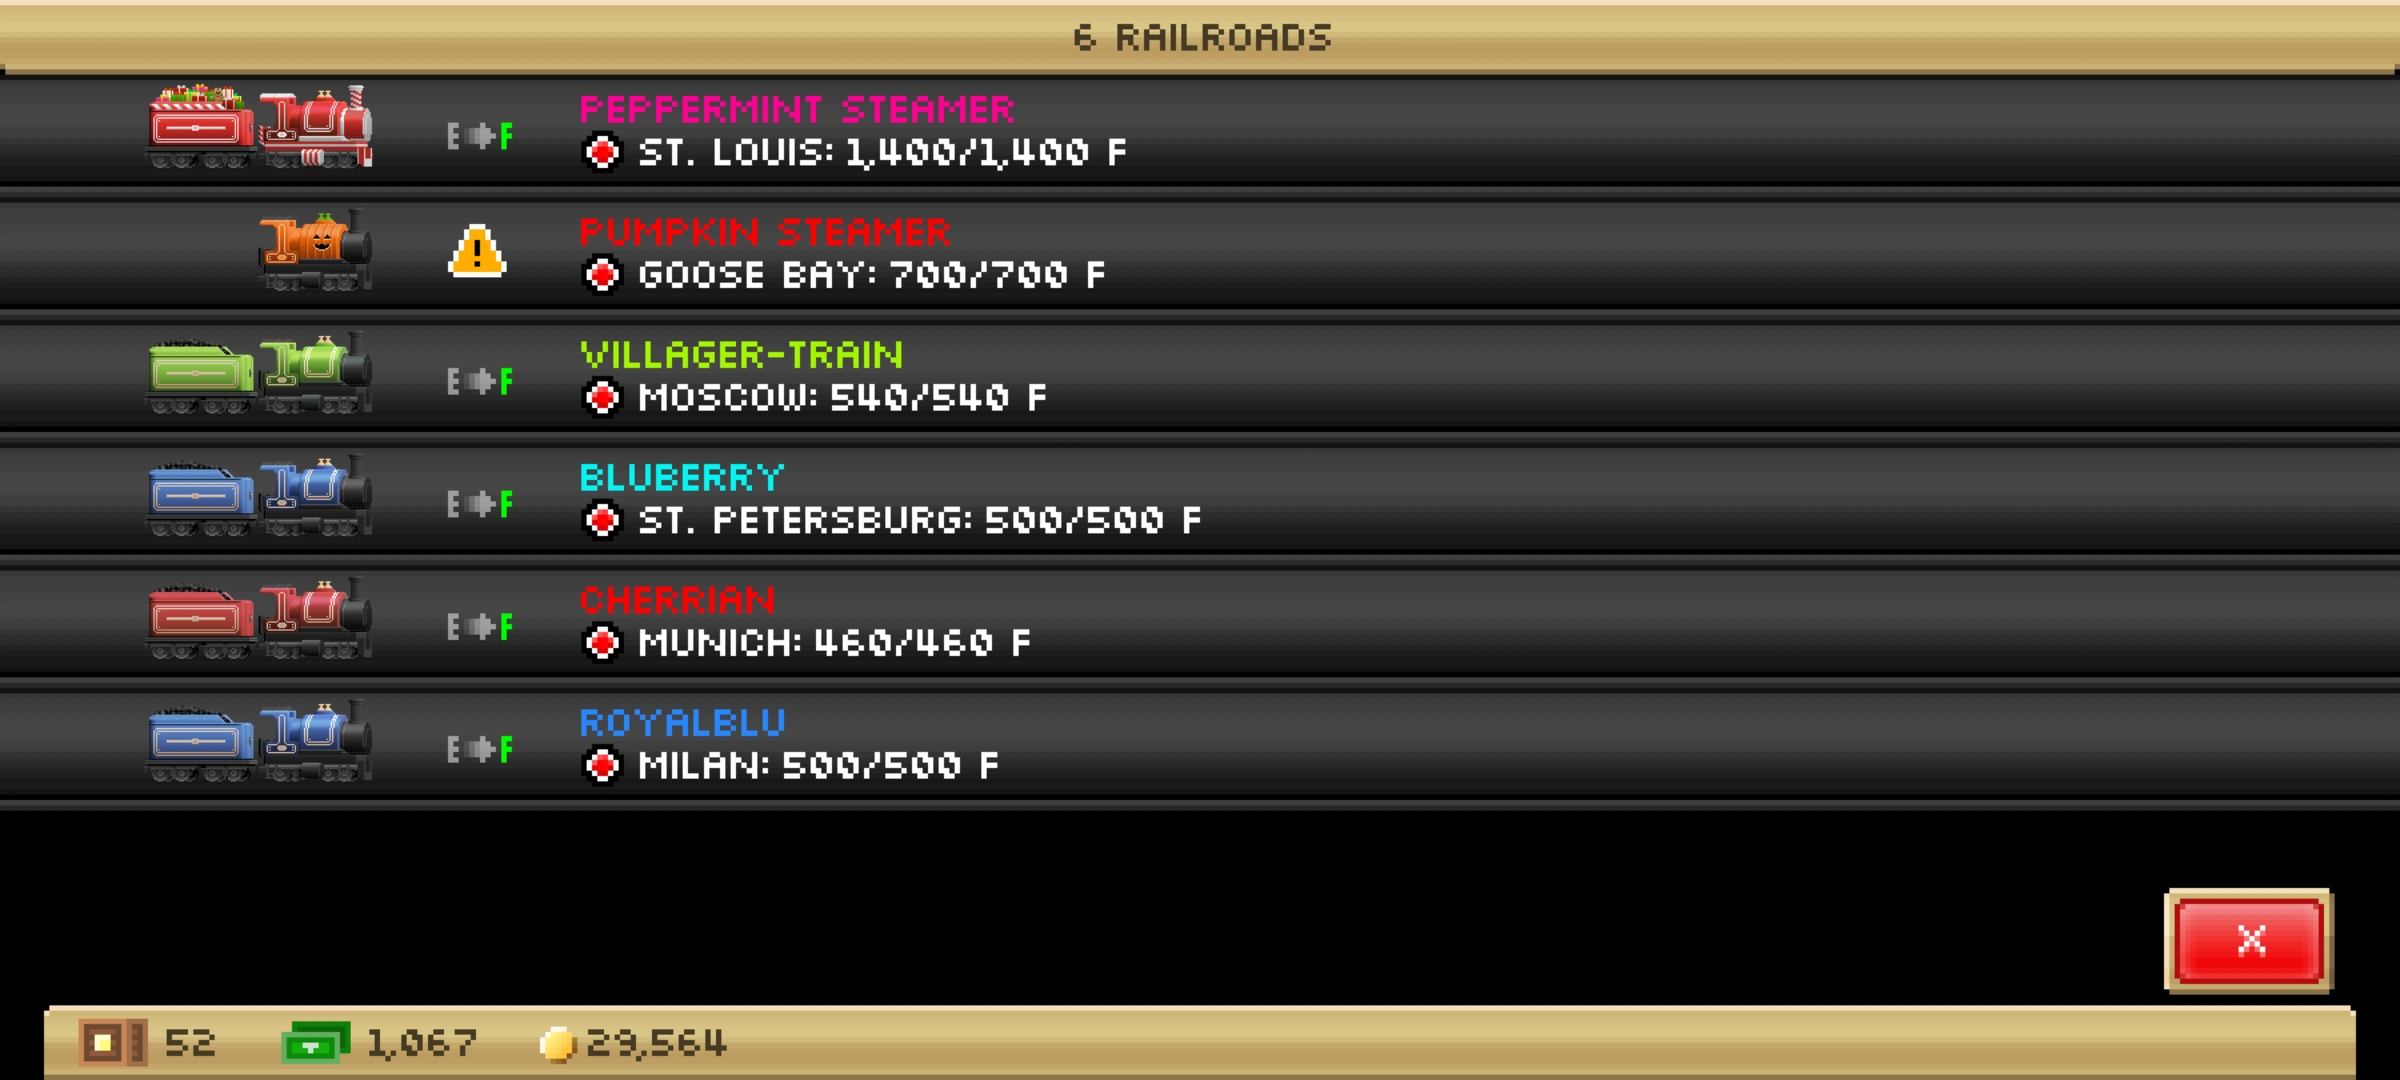 6 RAILROADS
PEPPERMINT STEAMER
E F
ST. LOUIS: 1,400/1,400 F
!
PUMPKIN STEAMER
GOOSE BAY: 700/700 F
VILLAGER-TRAIN
E F
MOSCOW: 540/540 F
BLUBERRY
E F
ST. PETERSBURG: 500/500 F
CHERRIAN
E F
MUNICH: 460/460 F
ROYALBLU
E F
MILAN: 500/500 F
X
52 1,067 29,564